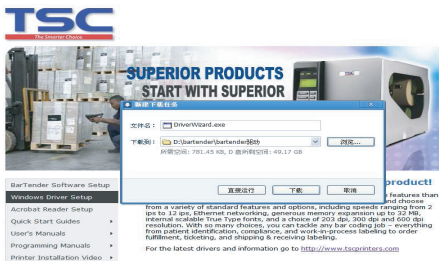 TSC
The Smarter Choice.
SUPERIOR PRODUCTS
START WITH SUPERIOR
新建下载任务
文件名： DriverWizard.exe
下载到： D:\bartender\bartender驱动
浏览...
所需空间: 781.45 KB, D 盘剩余空间: 49.17 GB
直接运行
下载
取消
BarTender Software Setup
Windows Driver Setup
Acrobat Reader Setup
Quick Start Guides
User's Manuals
Programming Manuals
Printer Installation Video
product!
features than
and choose
from a variety of standard features and options, including speeds ranging from 2
ips to 12 ips, Ethernet networking, generous memory expansion up to 32 MB,
internal scalable True Type fonts, and a choice of 203 dpi, 300 dpi and 600 dpi
resolution. With so many choices, you can tackle any bar coding job – everything
from patient identification, compliance, and work-in-process labeling to order
fulfillment, ticketing, and shipping & receiving labeling.
For the latest drivers and information go to http://www.tscprinters.com